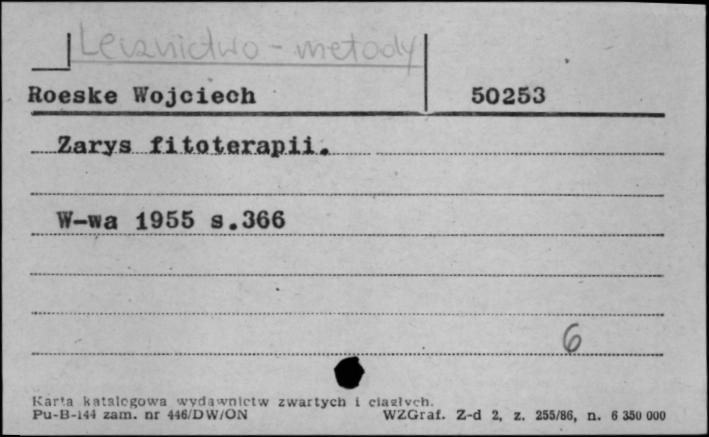 Lecznictwo - metody
Roeske Wojciech 50253
Zarys fitoterapii.
W-wa 1955 s.366
6
Karta katalogowa wydawnictw zwartych i ciągłych.
Pu-B-144 zam. nr 446/DW/ON WZGraf. Z-d 2, z. 255/86, n. 6 350 000